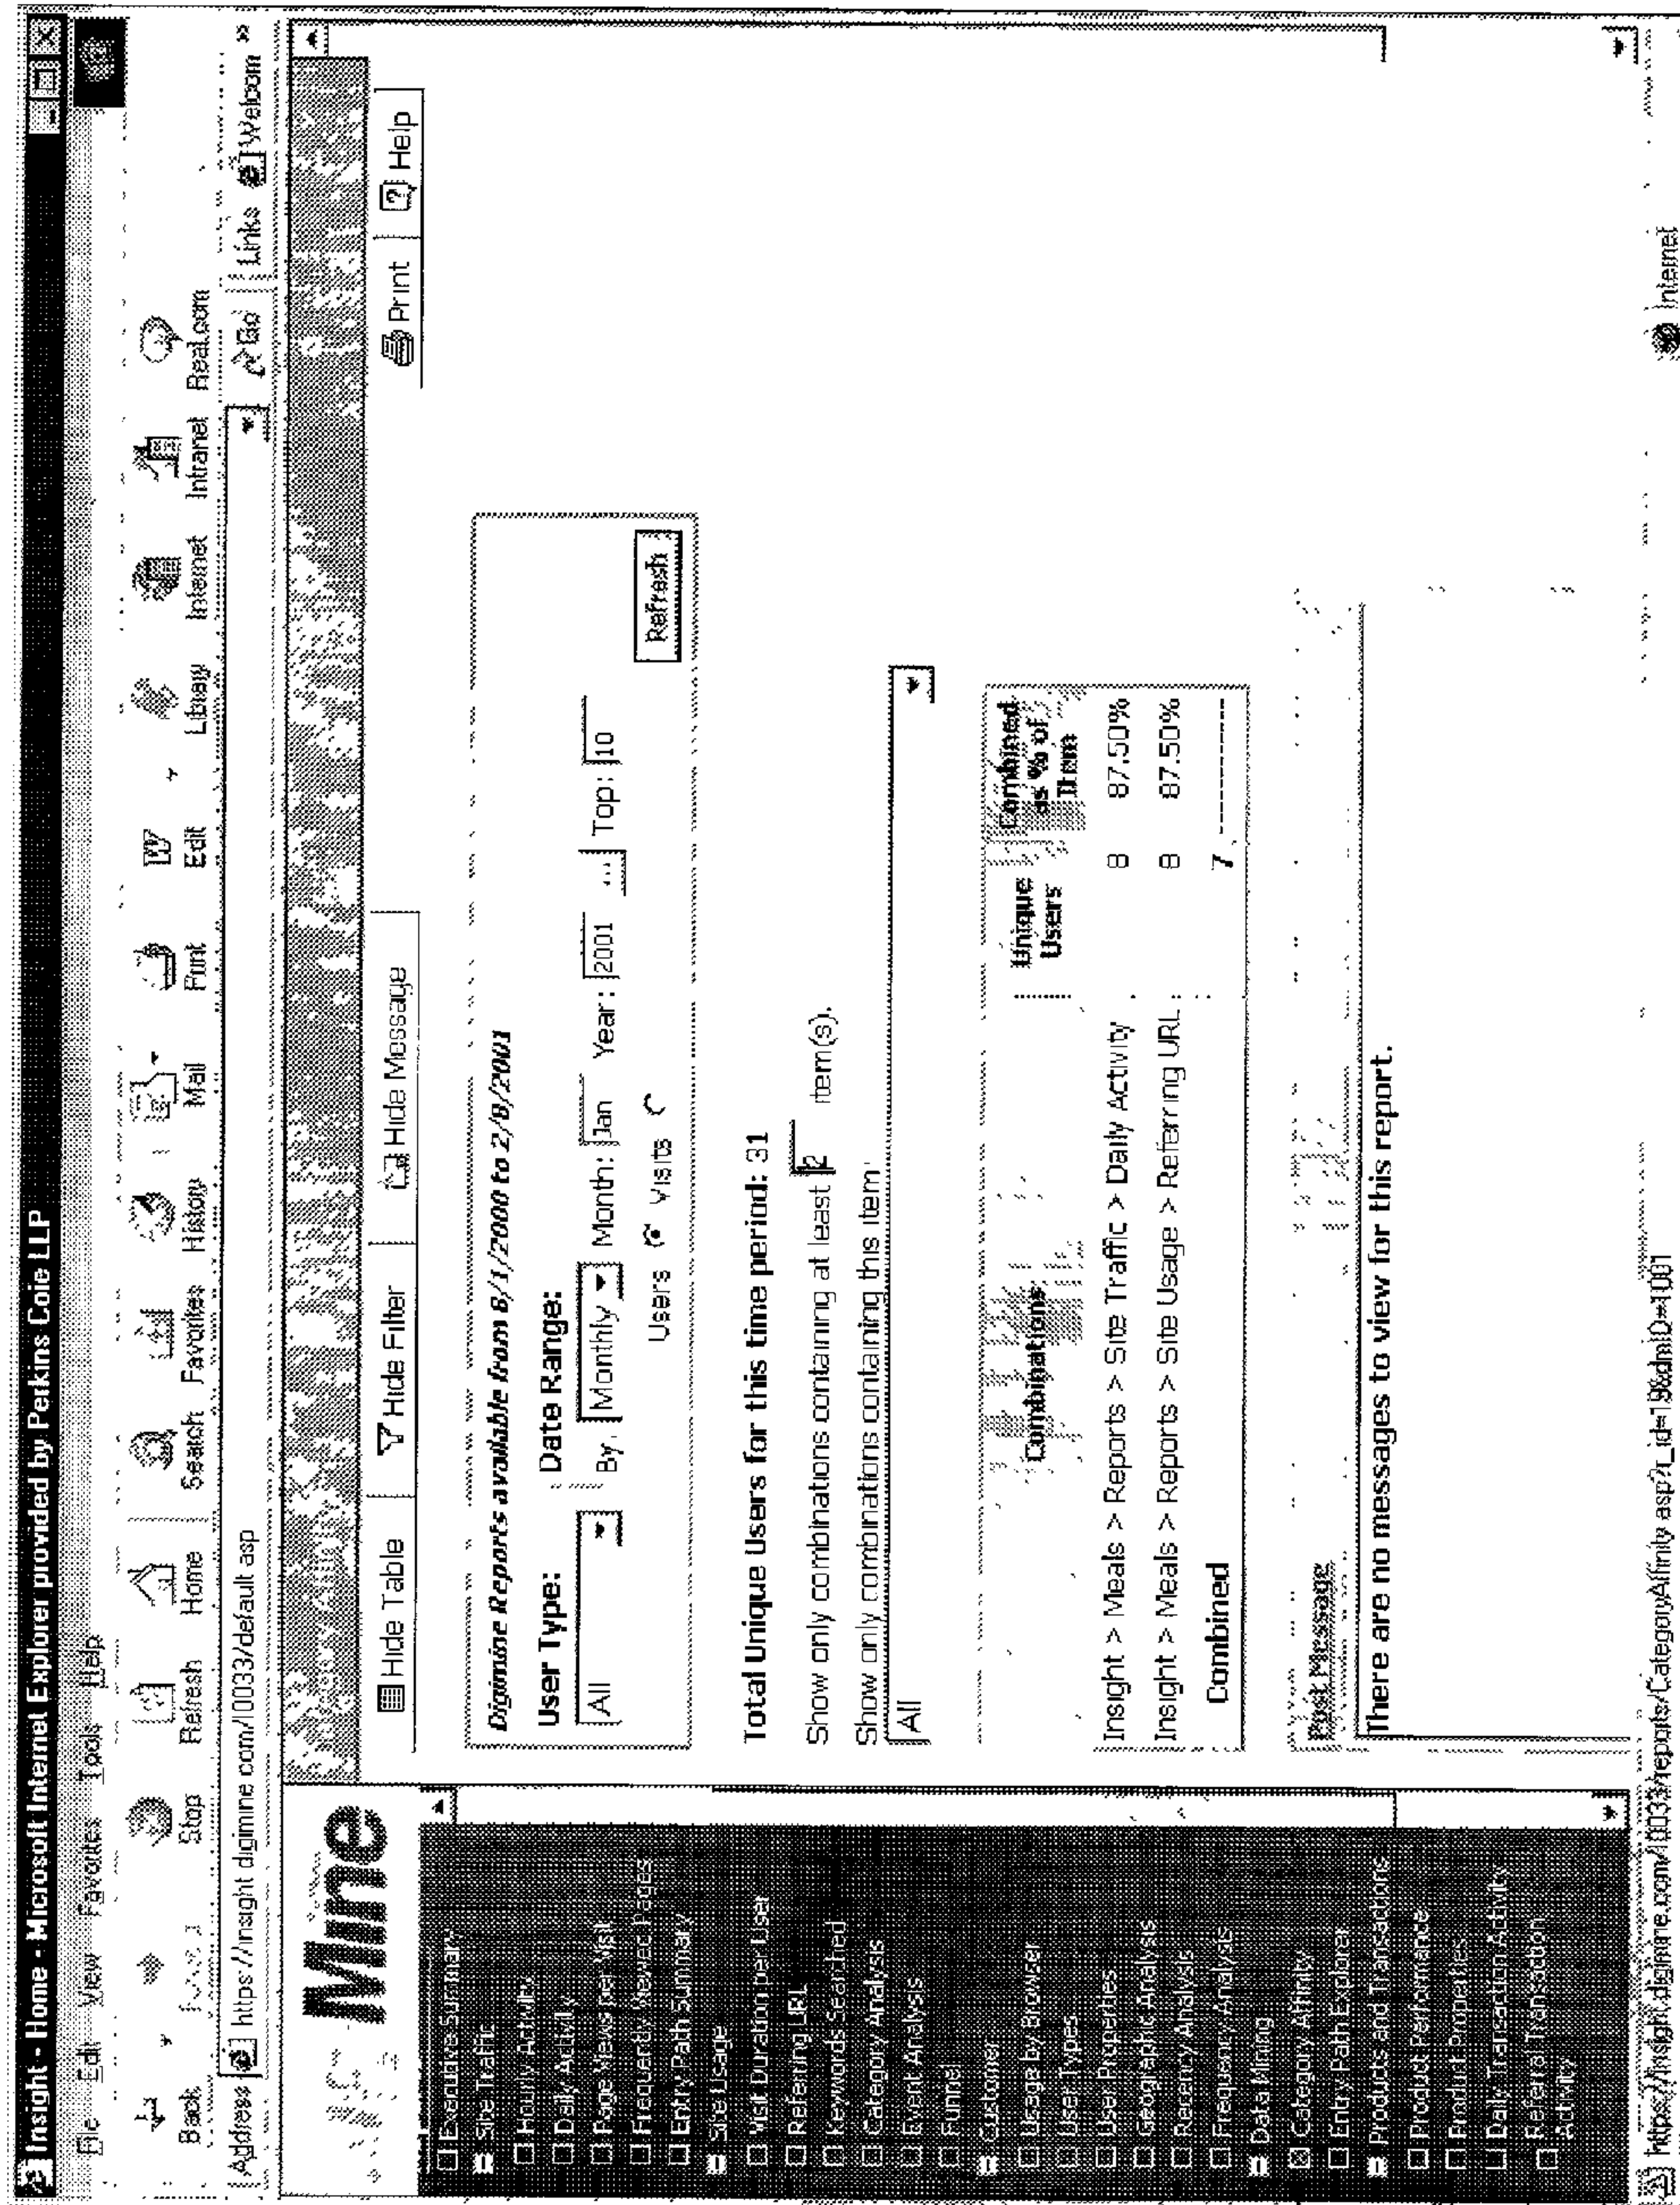 Insight - Home - Microsoft Internet Explorer provided by Perkins Coie LLP
File Edit View Favorites Tools Help
Back Stop Refresh Home Search Favorites History Mail Print Edit Library Internet Intranet Real.com
Address https://insight digimine com/I0033/default asp Go Links Welcom »
Mine
Executive Summary
Site Traffic
Hourly Activity
Daily Activity
Page Views per Visit
Frequently Viewed Pages
Entry Path Summary
Site Usage
Visit Duration per User
Referring URL
Keywords Searched
Category Analysis
Event Analysis
Funnel
Customer
Usage by Browser
User Types
User Properties
Geographic Analysis
Recency Analysis
Frequency Analysis
Data Mining
Category Affinity
Entry Path Explorer
Products and Transactions
Product Performance
Product Properties
Daily Transaction Activity
Referral Transaction
Activity
Category Affinity
Hide Table Hide Filter Hide Message Print Help
Digimine Reports available from 8/1/2000 to 2/8/2001
User Type: Date Range:
All By. Monthly Month: Jan Year: 2001 ... Top: 10
Users Visits
Refresh
Total Unique Users for this time period: 31
Show only combinations containing at least 2 item(s).
Show only combinations containing this item
All
Combinations Unique Users Combined as % of Item
Insight > Meals > Reports > Site Traffic > Daily Activity 8 87.50%
Insight > Meals > Reports > Site Usage > Referring URL 8 87.50%
Combined 7 ----------
Post Message
There are no messages to view for this report.
https://insight.digimine.com/I0033/reports/CategoryAffinity asp?r_id=19&dmID=1001 Internet